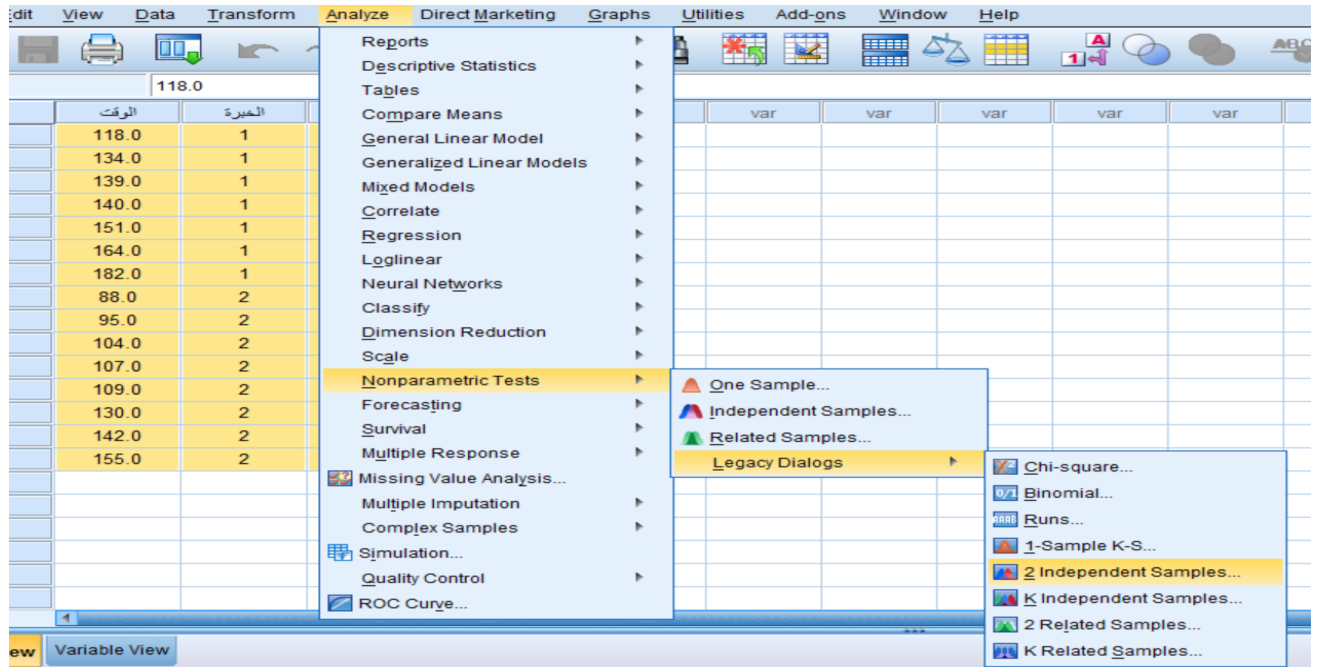 dit View Data Transform Analyze Direct Marketing Graphs Utilities Add-ons Window Help
A
1
ABC
118.0
الوقت الخبرة var var var var var
118.0 1
134.0 1
139.0 1
140.0 1
151.0 1
164.0 1
182.0 1
88.0 2
95.0 2
104.0 2
107.0 2
109.0 2
130.0 2
142.0 2
155.0 2
Reports
Descriptive Statistics
Tables
Compare Means
General Linear Model
Generalized Linear Models
Mixed Models
Correlate
Regression
Loglinear
Neural Networks
Classify
Dimension Reduction
Scale
Nonparametric Tests
Forecasting
Survival
Multiple Response
Missing Value Analysis...
Multiple Imputation
Complex Samples
Simulation...
Quality Control
ROC Curve...
One Sample...
Independent Samples...
Related Samples...
Legacy Dialogs
Chi-square...
0/1 Binomial...
AAAB Runs...
1-Sample K-S...
2 Independent Samples...
K Independent Samples...
2 Related Samples...
K Related Samples...
ew Variable View